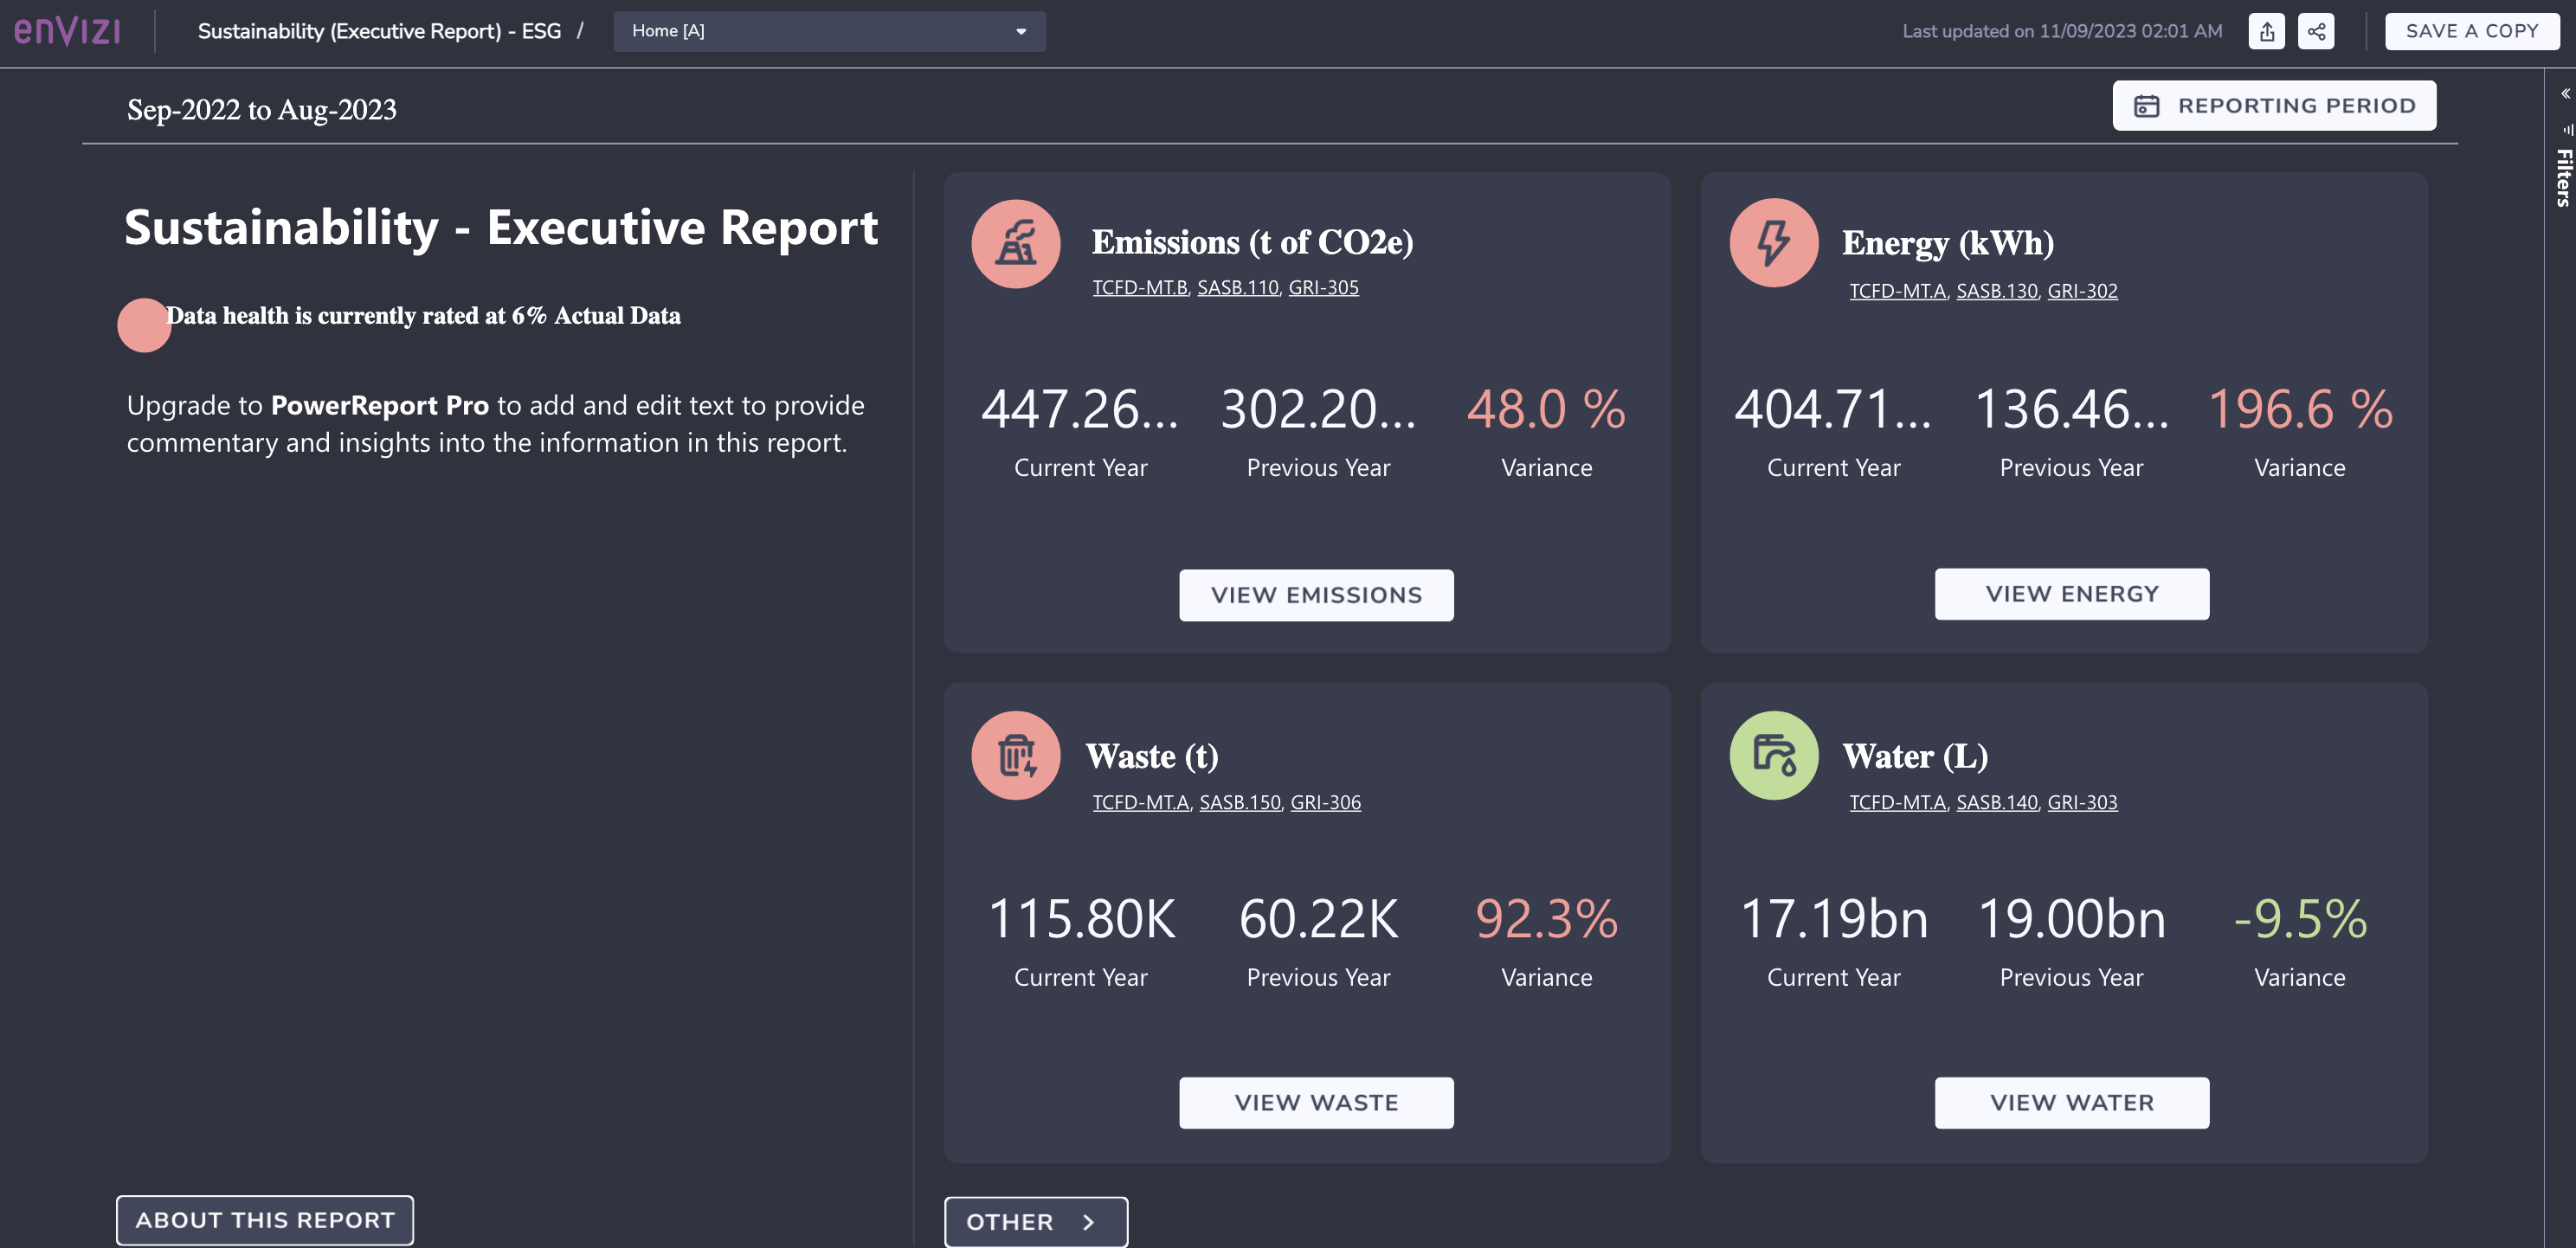 envizi
Sustainability (Executive Report) - ESG /
Home [A]
Last updated on 11/09/2023 02:01 AM
SAVE A COPY
Sep-2022 to Aug-2023
REPORTING PERIOD
Filters
Sustainability - Executive Report
Data health is currently rated at 6% Actual Data
Upgrade to PowerReport Pro to add and edit text to provide
commentary and insights into the information in this report.
Emissions (t of CO2e)
TCFD-MT.B, SASB.110, GRI-305
447.26... 302.20... 48.0 %
Current Year Previous Year Variance
VIEW EMISSIONS
Energy (kWh)
TCFD-MT.A, SASB.130, GRI-302
404.71... 136.46... 196.6 %
Current Year Previous Year Variance
VIEW ENERGY
Waste (t)
TCFD-MT.A, SASB.150, GRI-306
115.80K 60.22K 92.3%
Current Year Previous Year Variance
VIEW WASTE
Water (L)
TCFD-MT.A, SASB.140, GRI-303
17.19bn 19.00bn -9.5%
Current Year Previous Year Variance
VIEW WATER
ABOUT THIS REPORT
OTHER >